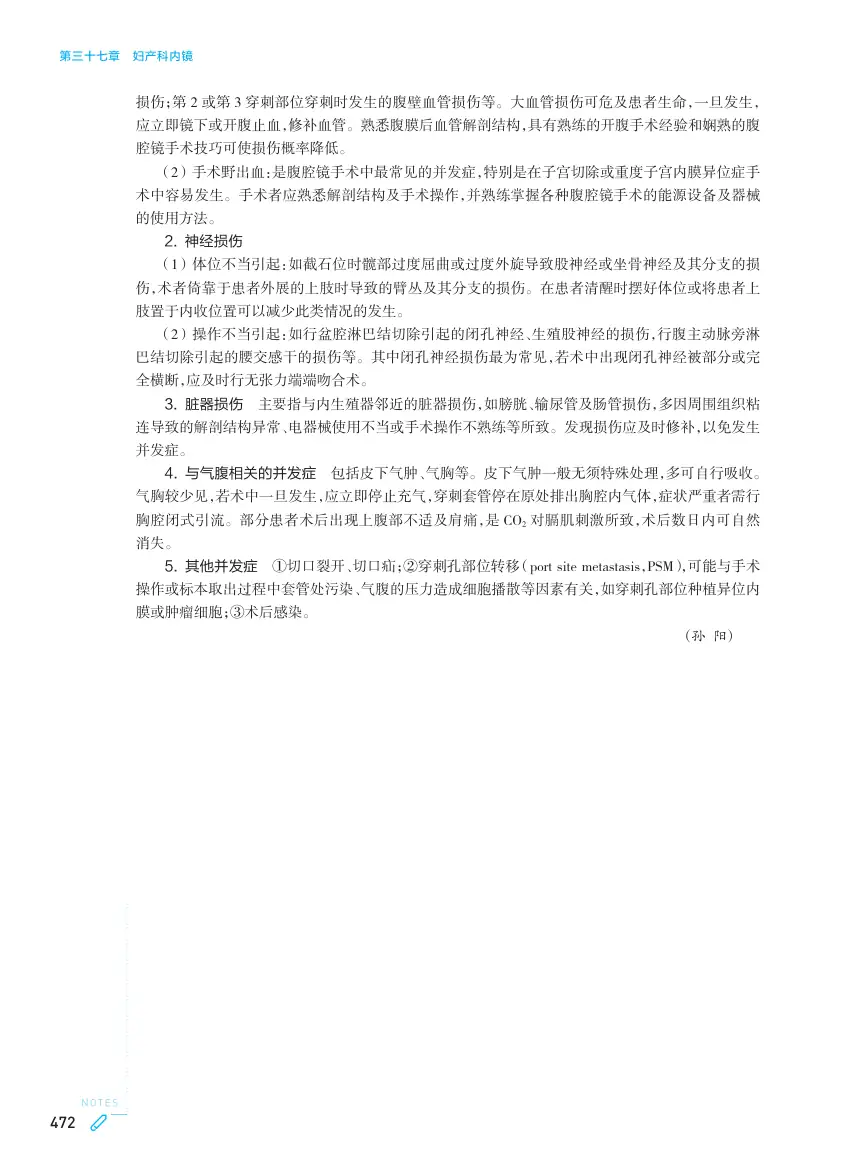 第三十七章　妇产科内镜
损伤;第 2 或第 3 穿刺部位穿刺时发生的腹壁血管损伤等。大血管损伤可危及患者生命,一旦发生,
应立即镜下或开腹止血,修补血管。熟悉腹膜后血管解剖结构,具有熟练的开腹手术经验和娴熟的腹
腔镜手术技巧可使损伤概率降低。
（2）手术野出血:是腹腔镜手术中最常见的并发症,特别是在子宫切除或重度子宫内膜异位症手
术中容易发生。手术者应熟悉解剖结构及手术操作,并熟练掌握各种腹腔镜手术的能源设备及器械
的使用方法。
2. 神经损伤
（1）体位不当引起:如截石位时髋部过度屈曲或过度外旋导致股神经或坐骨神经及其分支的损
伤,术者倚靠于患者外展的上肢时导致的臂丛及其分支的损伤。在患者清醒时摆好体位或将患者上
肢置于内收位置可以减少此类情况的发生。
（2）操作不当引起:如行盆腔淋巴结切除引起的闭孔神经、生殖股神经的损伤,行腹主动脉旁淋
巴结切除引起的腰交感干的损伤等。其中闭孔神经损伤最为常见,若术中出现闭孔神经被部分或完
全横断,应及时行无张力端端吻合术。
3. 脏器损伤　主要指与内生殖器邻近的脏器损伤,如膀胱、输尿管及肠管损伤,多因周围组织粘
连导致的解剖结构异常、电器械使用不当或手术操作不熟练等所致。发现损伤应及时修补,以免发生
并发症。
4. 与气腹相关的并发症　包括皮下气肿、气胸等。皮下气肿一般无须特殊处理,多可自行吸收。
气胸较少见,若术中一旦发生,应立即停止充气,穿刺套管停在原处排出胸腔内气体,症状严重者需行
胸腔闭式引流。部分患者术后出现上腹部不适及肩痛,是 CO₂ 对膈肌刺激所致,术后数日内可自然
消失。
5. 其他并发症　①切口裂开、切口疝;②穿刺孔部位转移（port site metastasis,PSM）,可能与手术
操作或标本取出过程中套管处污染、气腹的压力造成细胞播散等因素有关,如穿刺孔部位种植异位内
膜或肿瘤细胞;③术后感染。
（孙 阳）
NOTES
472